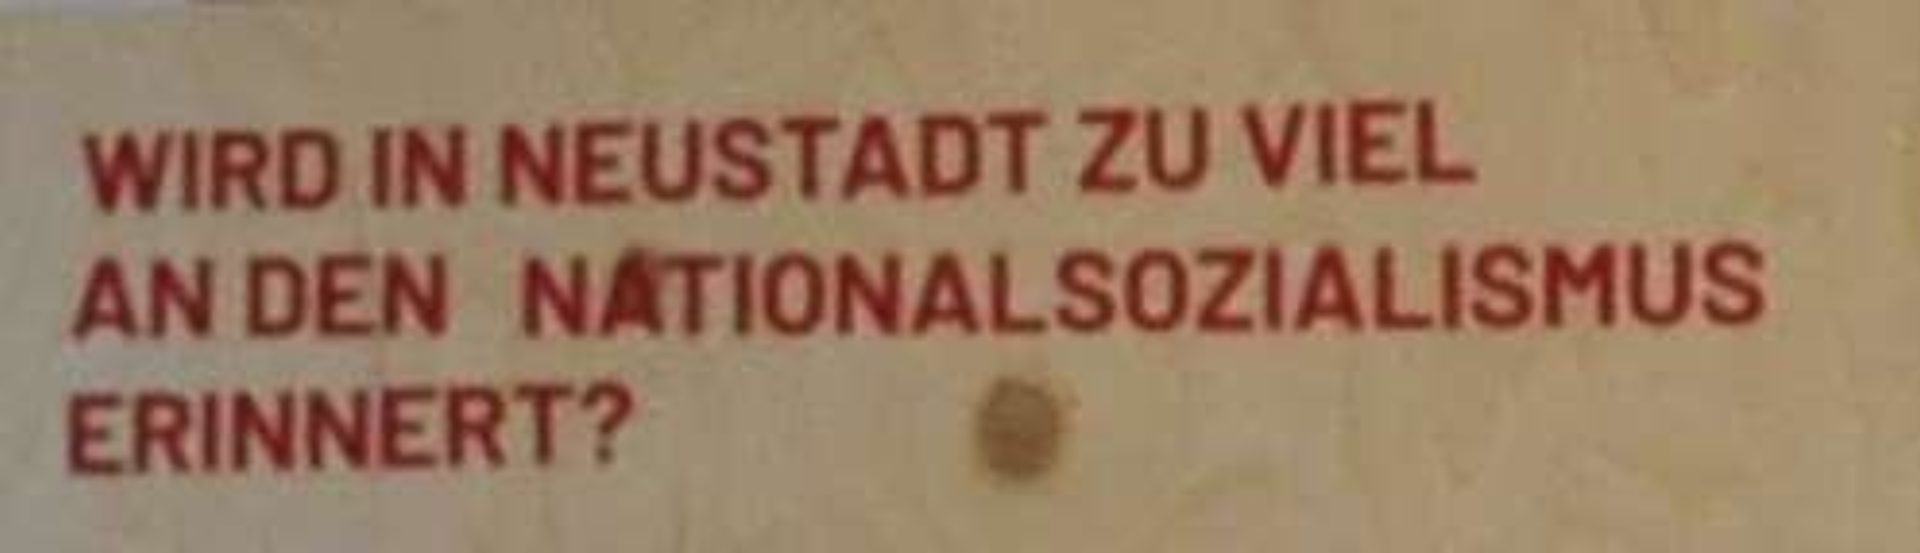 WIRD IN NEUSTADT ZU VIEL
AN DEN NATIONALSOZIALISMUS
ERINNERT?